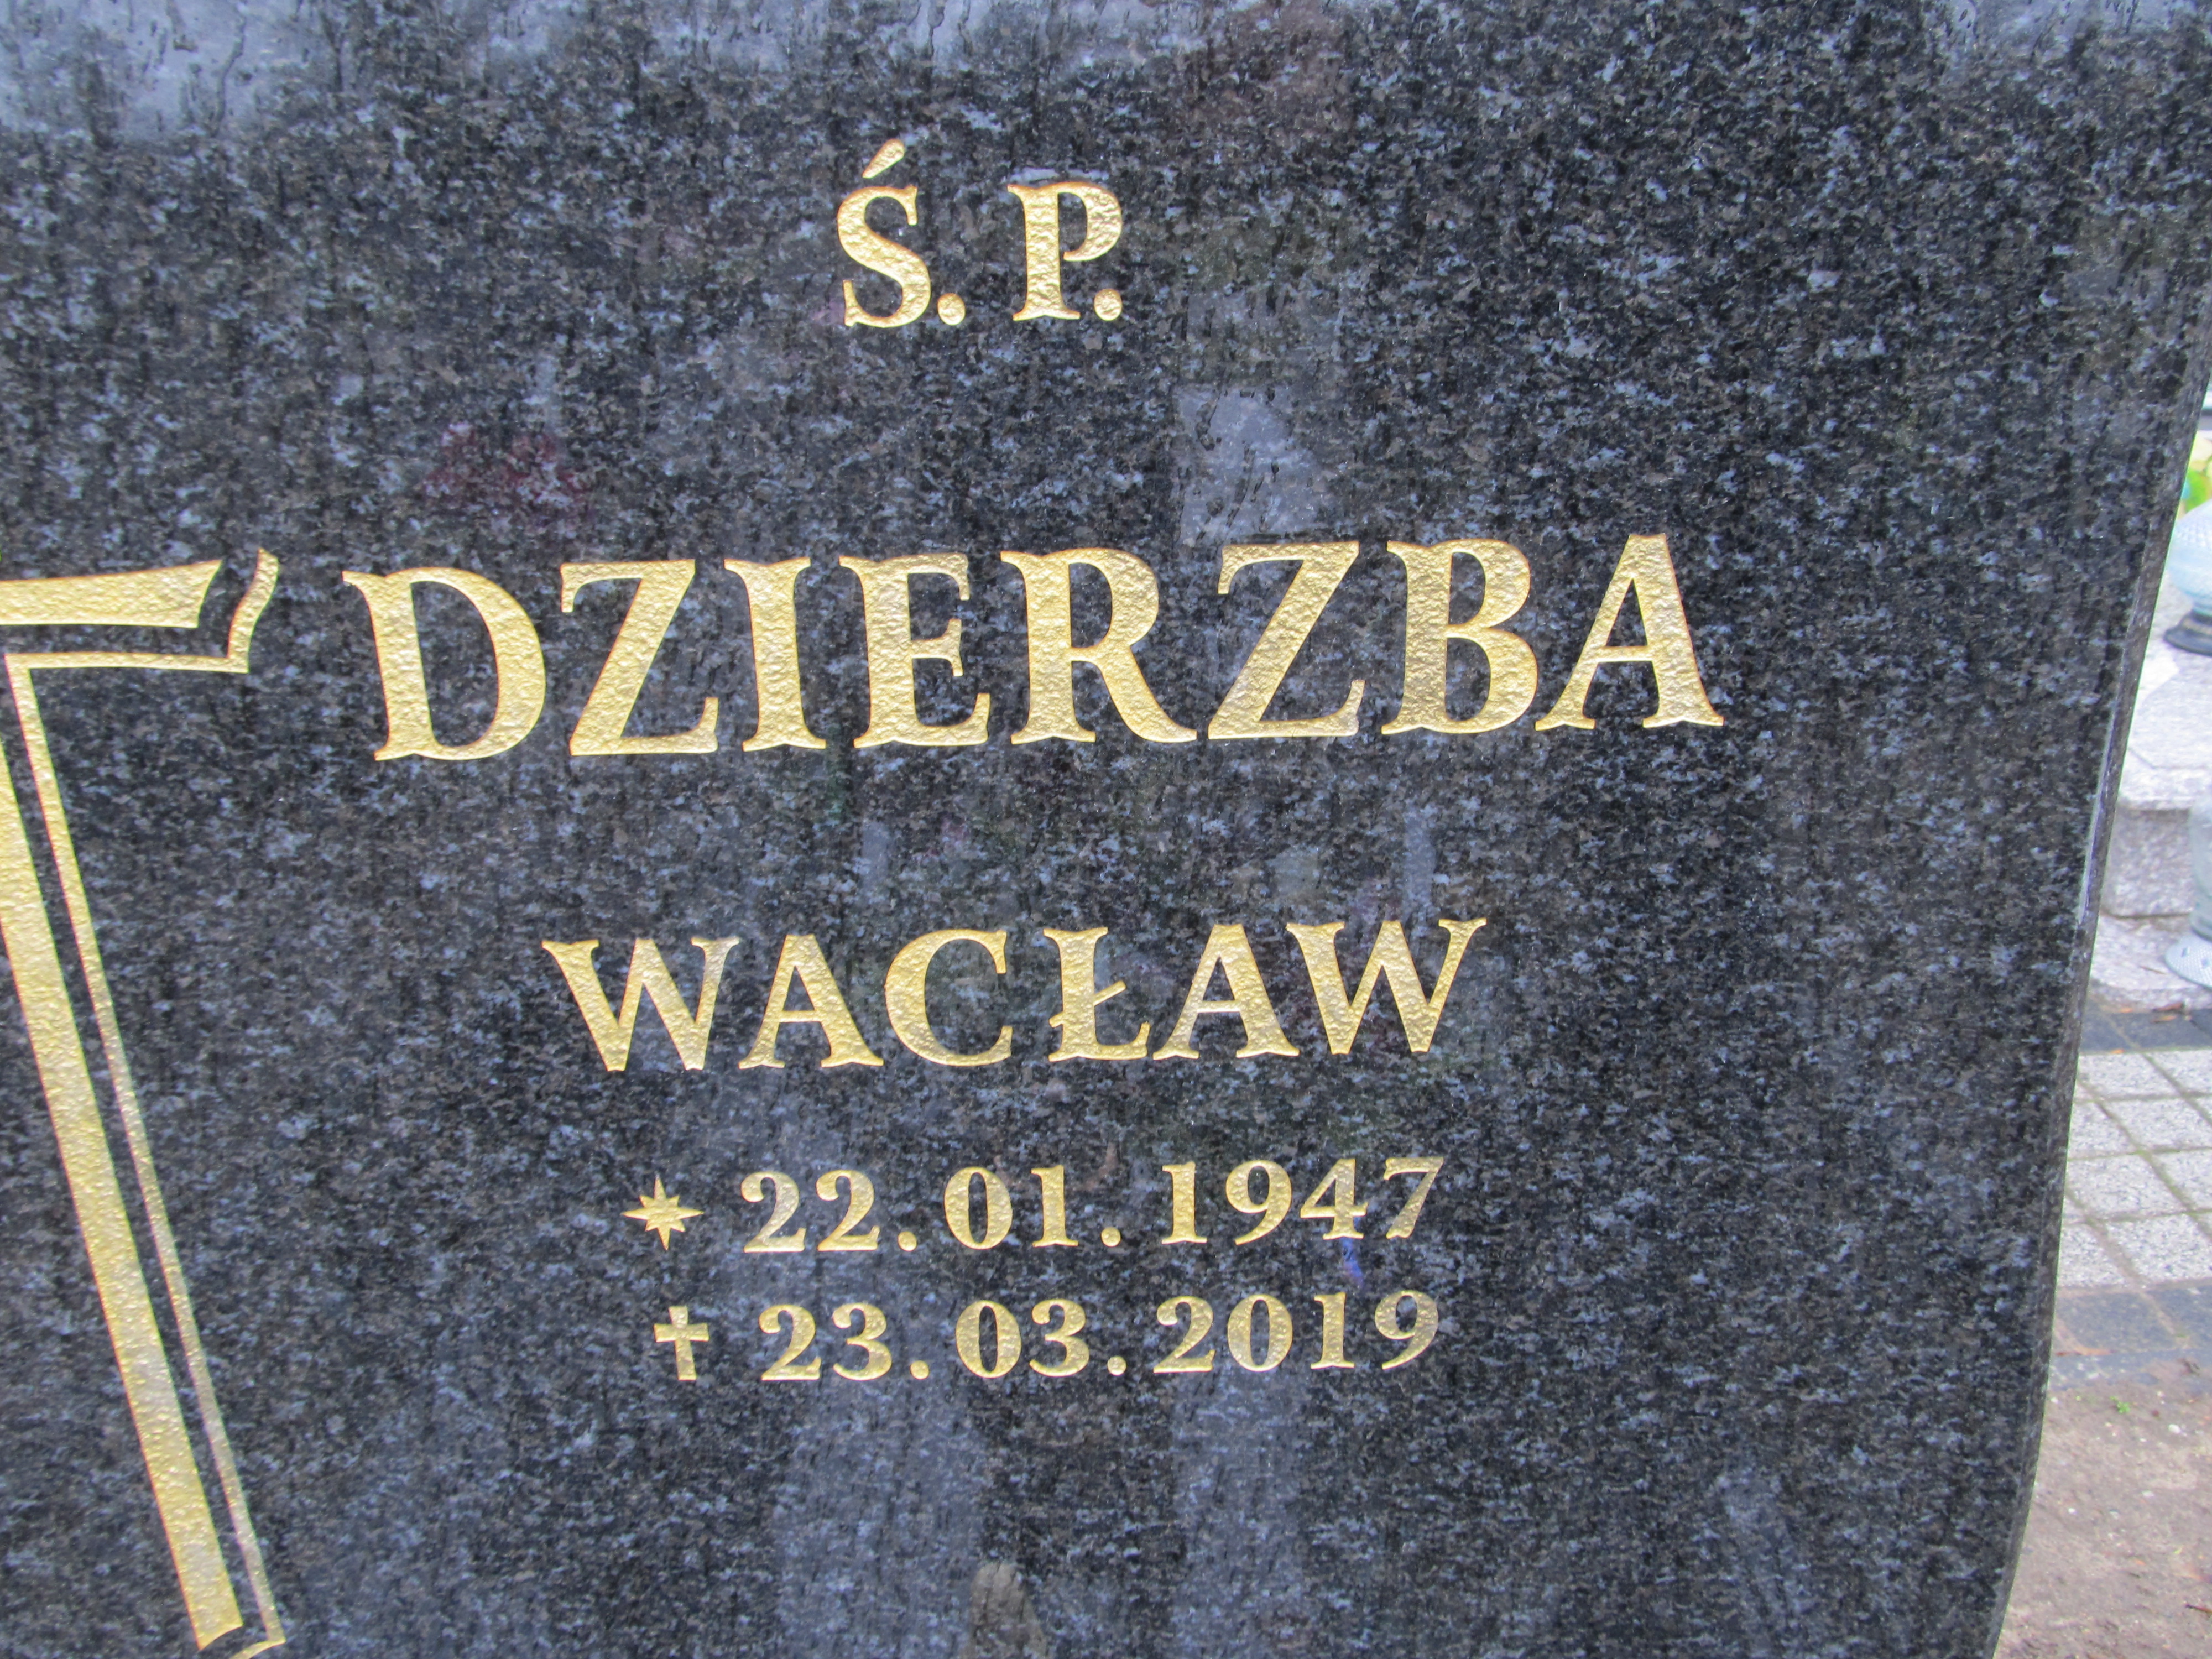 Ś. P.
DZIERZBA
WACŁAW
✴ 22.01.1947
✝ 23.03.2019